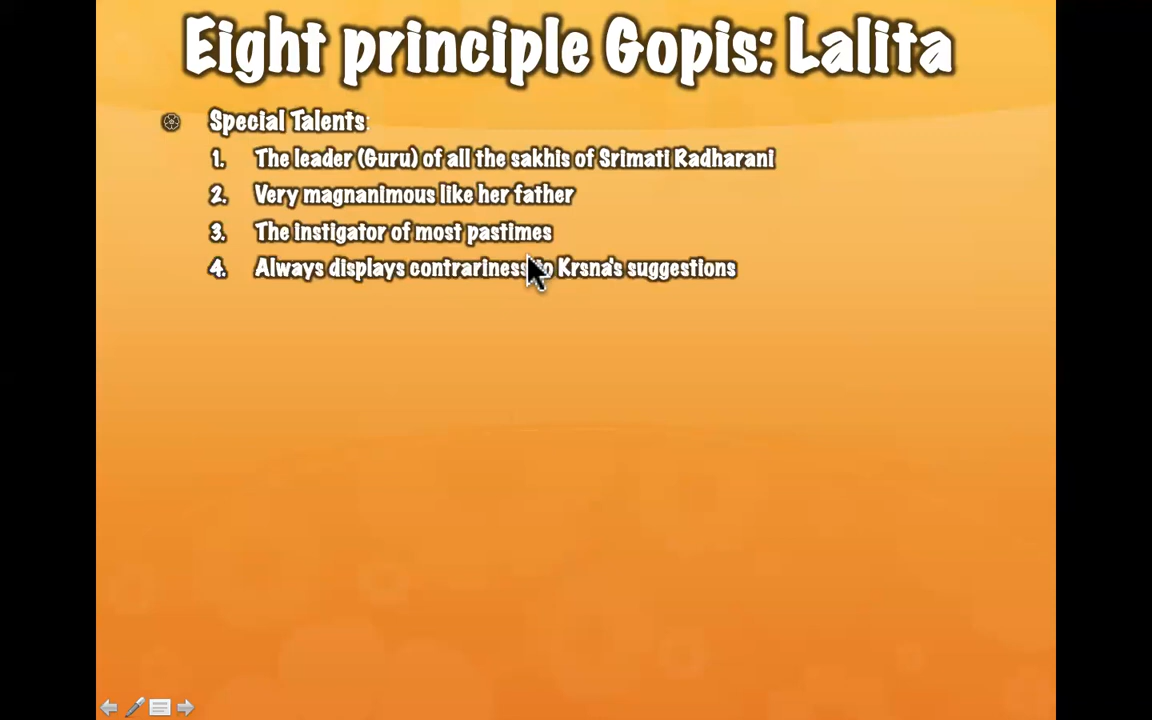 Eight principle Gopis: Lalita
Special Talents:
1. The leader (Guru) of all the sakhis of Srimati Radharani
2. Very magnanimous like her father
3. The instigator of most pastimes
4. Always displays contrariness to Krsna's suggestions